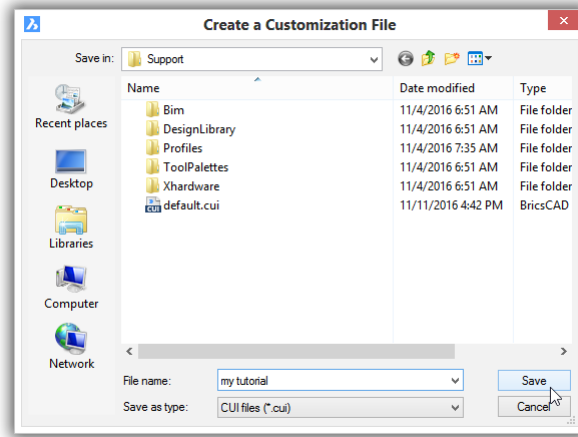 Create a Customization File
Save in: Support
Name Date modified Type
Bim 11/4/2016 6:51 AM File folder
DesignLibrary 11/4/2016 6:51 AM File folder
Profiles 11/4/2016 7:35 AM File folder
ToolPalettes 11/4/2016 6:51 AM File folder
Xhardware 11/4/2016 6:51 AM File folder
CUI default.cui 11/11/2016 4:42 PM BricsCAD
Recent places
Desktop
Libraries
Computer
Network
File name: my tutorial Save
Save as type: CUI files (*.cui) Cancel